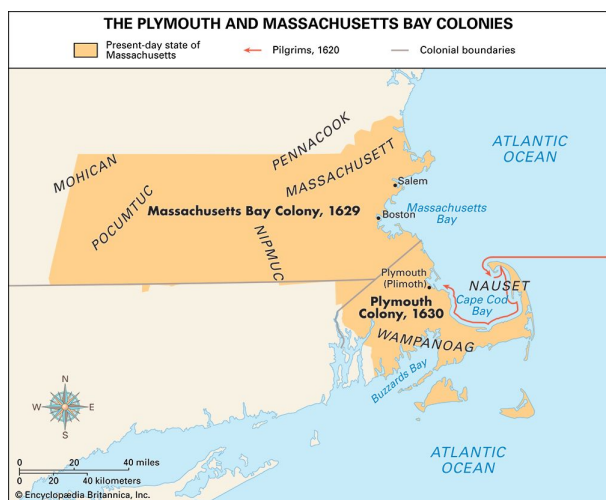 THE PLYMOUTH AND MASSACHUSETTS BAY COLONIES
Present-day state of
Massachusetts
Pilgrims, 1620
Colonial boundaries
ATLANTIC
OCEAN
PENNACOOK
MOHICAN
MASSACHUSETT
POCUMTUC
Salem
Massachusetts Bay Colony, 1629
Massachusetts
Bay
Boston
NIPMUC
Plymouth
(Plimoth)
NAUSET
Cape Cod
Bay
Plymouth
Colony, 1630
WAMPANOAG
Buzzards Bay
N
W
E
S
ATLANTIC
OCEAN
0 20 40 miles
0 20 40 kilometers
© Encyclopædia Britannica, Inc.